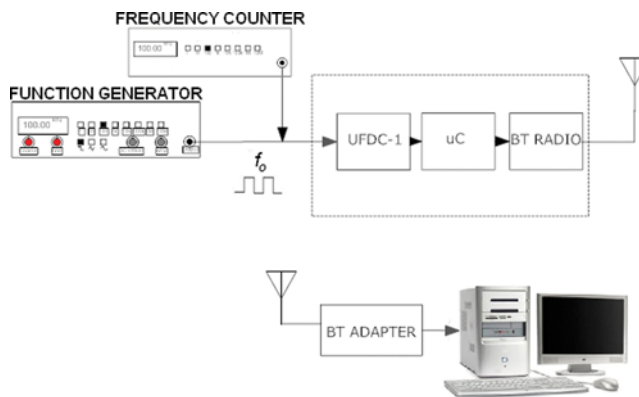 FREQUENCY COUNTER
100.00
FUNCTION GENERATOR
100.00
UFDC-1
uC
BT RADIO
fo
BT ADAPTER